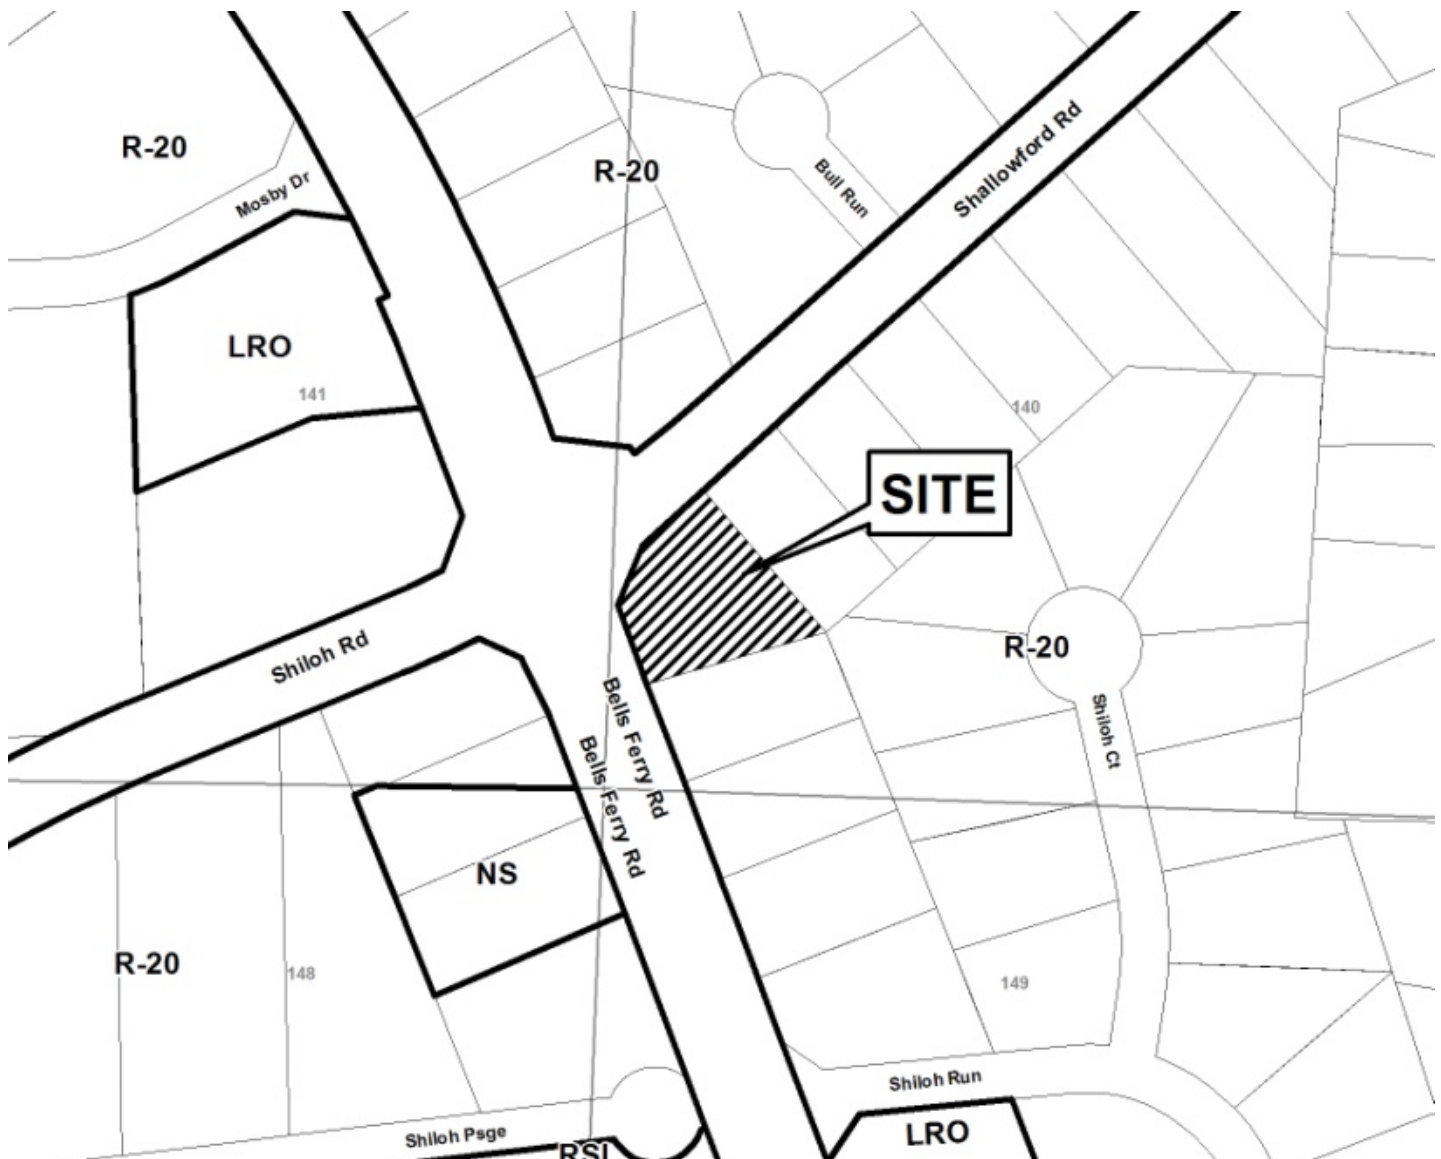 R-20
R-20
Shallowford Rd
Bull Run
Mosby Dr
LRO
141
140
SITE
Shiloh Rd
R-20
Bells Ferry Rd
Bells Ferry Rd
Shiloh Ct
NS
R-20
148
149
Shiloh Run
Shiloh Psge
LRO
RSL